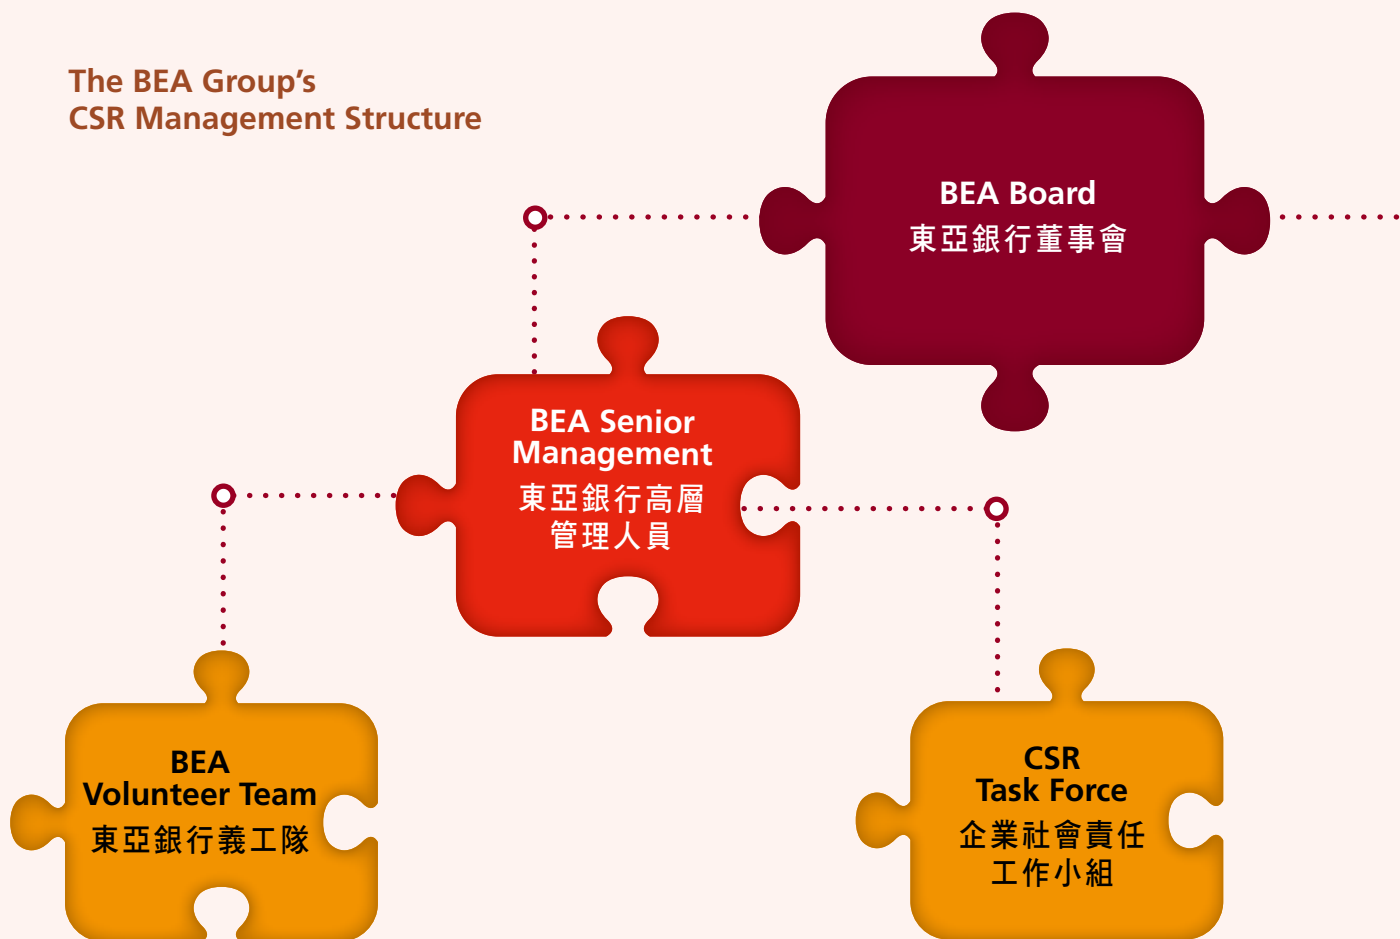 The BEA Group’s
CSR Management Structure
BEA Board
東亞銀行董事會
BEA Senior
Management
東亞銀行高層
管理人員
BEA
Volunteer Team
東亞銀行義工隊
CSR
Task Force
企業社會責任
工作小組